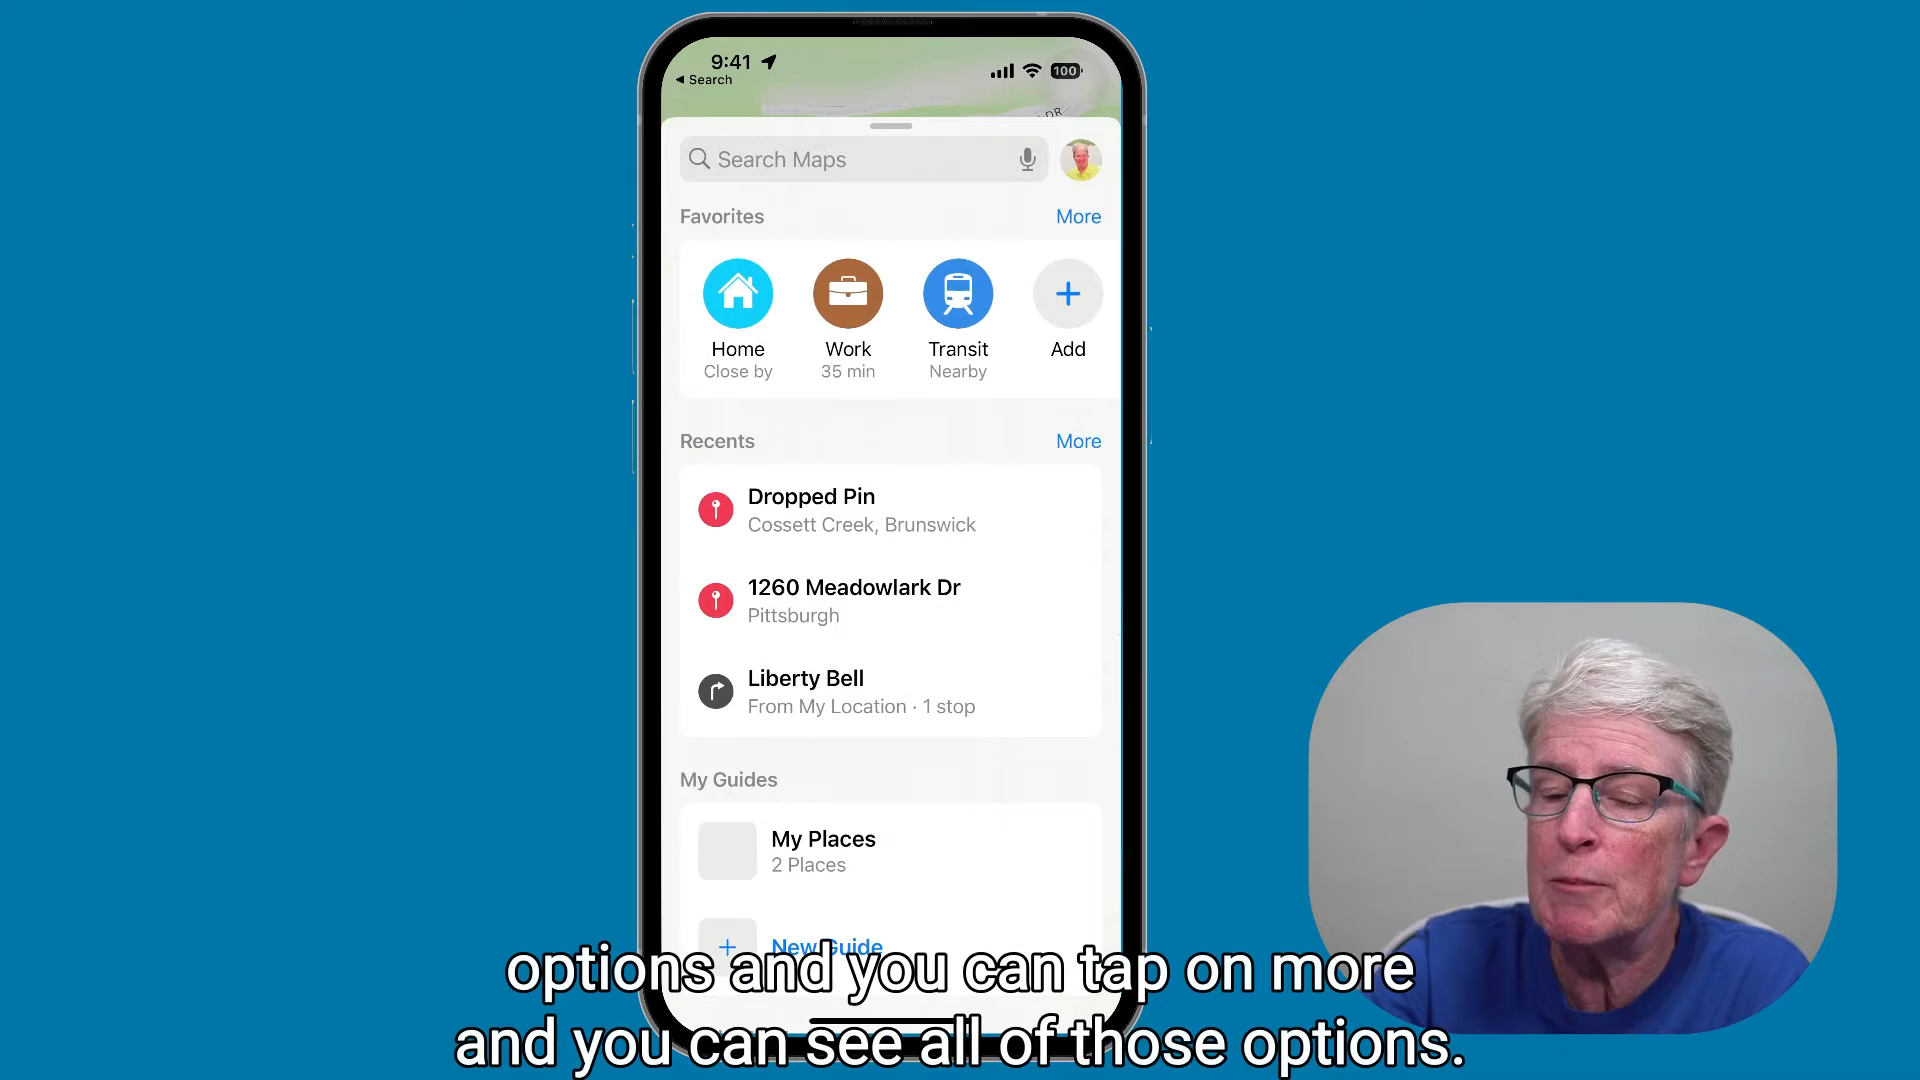 9:41
Search
100
DR
Search Maps
Favorites
More
Home
Work
Transit
Add
Close by
35 min
Nearby
Recents
More
Dropped Pin
Cossett Creek, Brunswick
1260 Meadowlark Dr
Pittsburgh
Liberty Bell
From My Location · 1 stop
My Guides
My Places
2 Places
New Guide
options and you can tap on more
and you can see all of those options.